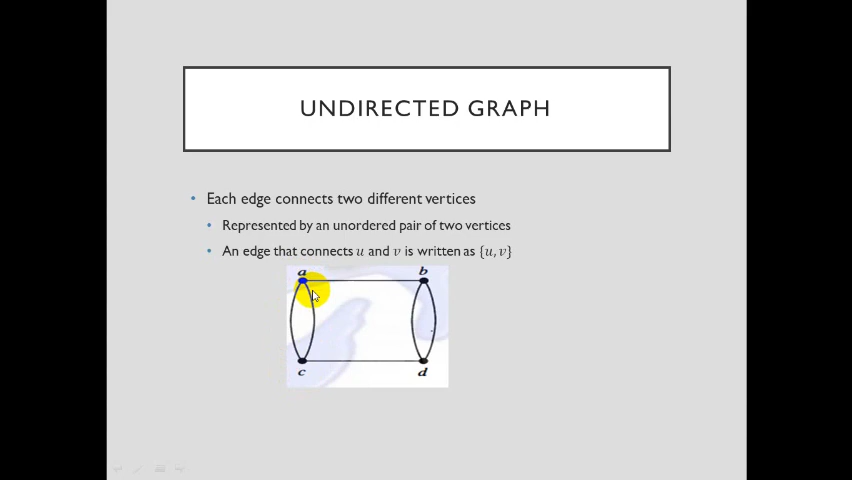 UNDIRECTED GRAPH
• Each edge connects two different vertices
• Represented by an unordered pair of two vertices
• An edge that connects u and v is written as {u, v}
a b
c d